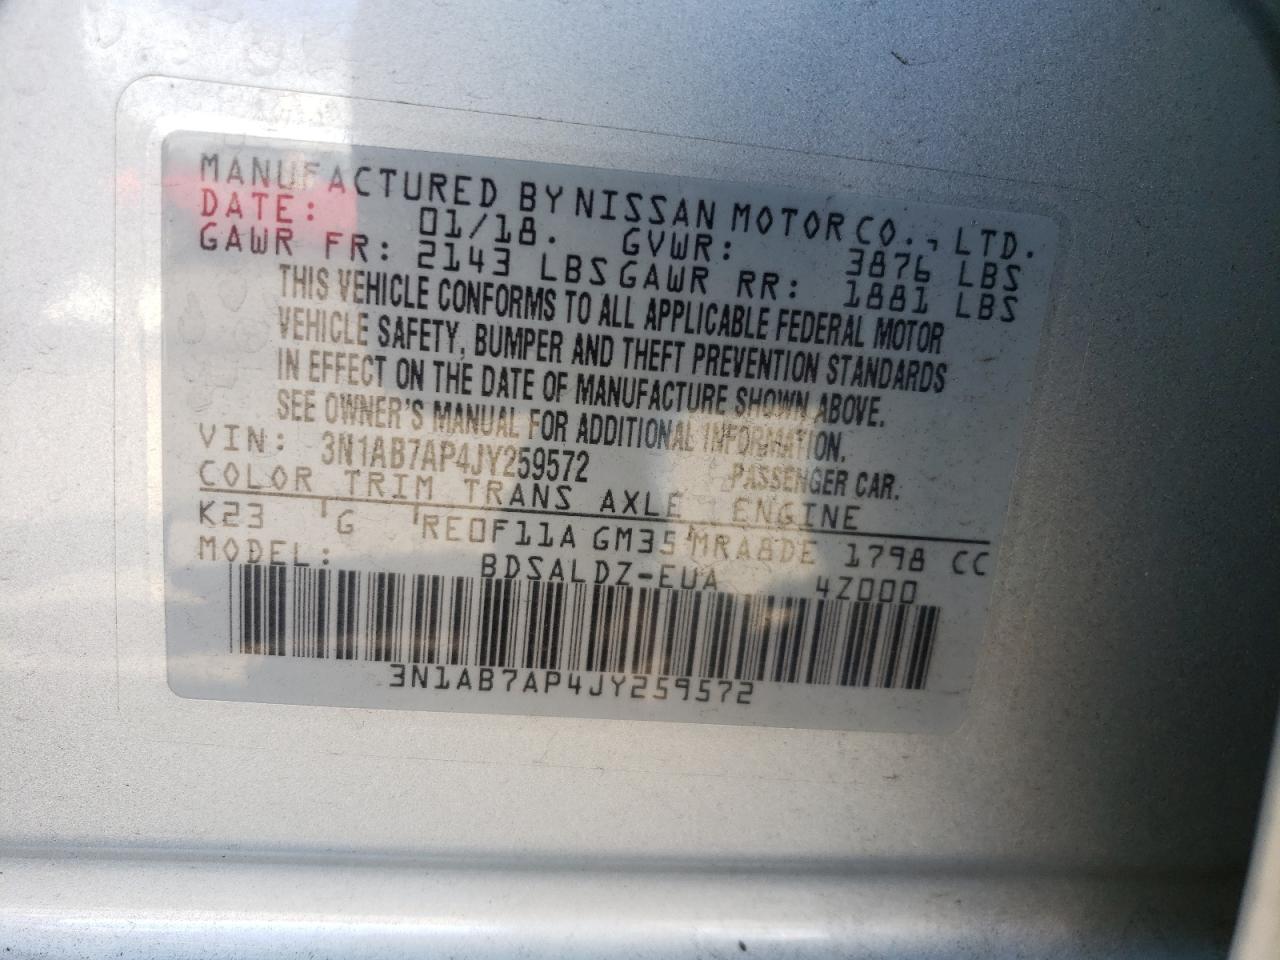 MANUFACTURED BY NISSAN MOTOR CO., LTD.
DATE: 01/18. GVWR: 3876 LBS
GAWR FR: 2143 LBS GAWR RR: 1881 LBS
THIS VEHICLE CONFORMS TO ALL APPLICABLE FEDERAL MOTOR
VEHICLE SAFETY, BUMPER AND THEFT PREVENTION STANDARDS
IN EFFECT ON THE DATE OF MANUFACTURE SHOWN ABOVE.
SEE OWNER'S MANUAL FOR ADDITIONAL INFORMATION.
VIN: 3N1AB7AP4JY259572 PASSENGER CAR.
COLOR TRIM TRANS AXLE ENGINE
K23 G RE0F11A GM35 MRA8DE 1798 CC
MODEL: BDSALDZ-EUA 4Z000
3N1AB7AP4JY259572